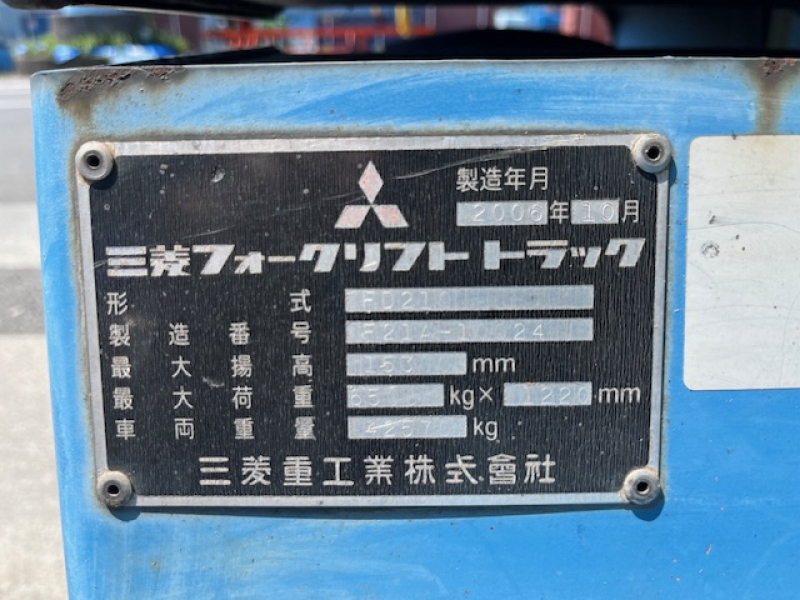 製造年月
2006年 10月
三菱フォークリフト トラック
形 式
製造番号
最大揚高 mm
最大荷重 kg× 1220 mm
車両重量 kg
三菱重工業株式會社